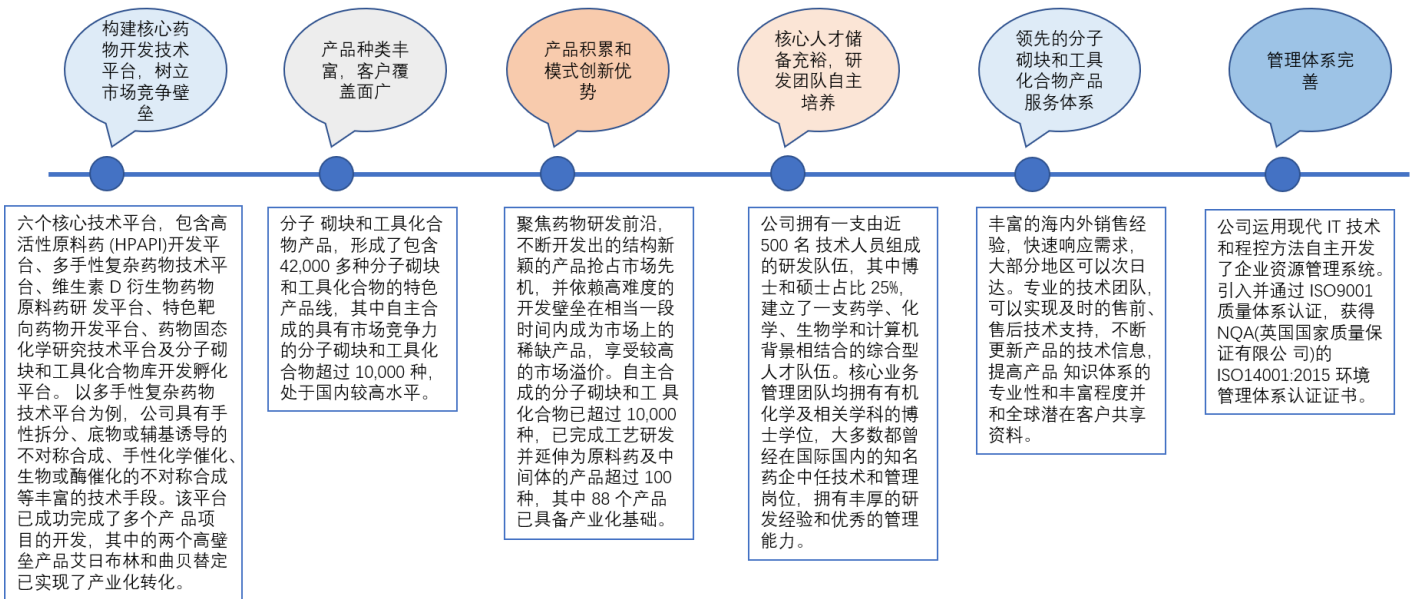 构建核心药
物开发技术
平台，树立
市场竞争壁
垒
产品种类丰
富，客户覆
盖面广
产品积累和
模式创新优
势
核心人才储
备充裕，研
发团队自主
培养
领先的分子
砌块和工具
化合物产品
服务体系
管理体系完
善
六个核心技术平台，包含高
活性原料药 (HPAPI)开发平
台、多手性复杂药物技术平
台、维生素 D 衍生物药物
原料药研 发平台、特色靶
向药物开发平台、药物固态
化学研究技术平台及分子砌
块和工具化合物库开发孵化
平台。 以多手性复杂药物
技术平台为例，公司具有手
性拆分、底物或辅基诱导的
不对称合成、手性化学催化、
生物或酶催化的不对称合成
等丰富的技术手段。该平台
已成功完成了多个产 品项
目的开发，其中的两个高壁
垒产品艾日布林和曲贝替定
已实现了产业化转化。
分子 砌块和工具化合
物产品，形成了包含
42,000 多种分子砌块
和工具化合物的特色
产品线，其中自主合
成的具有市场竞争力
的分子砌块和工具化
合物超过 10,000 种，
处于国内较高水平。
聚焦药物研发前沿，
不断开发出的结构新
颖的产品抢占市场先
机，并依赖高难度的
开发壁垒在相当一段
时间内成为市场上的
稀缺产品，享受较高
的市场溢价。自主合
成的分子砌块和工 具
化合物已超过 10,000
种，已完成工艺研发
并延伸为原料药及中
间体的产品超过 100
种，其中 88 个产品
已具备产业化基础。
公司拥有一支由近
500 名 技术人员组成
的研发队伍，其中博
士和硕士占比 25%，
建立了一支药学、化
学、生物学和计算机
背景相结合的综合型
人才队伍。核心业务
管理团队均拥有有机
化学及相关学科的博
士学位，大多数都曾
经在国际国内的知名
药企中任技术和管理
岗位，拥有丰厚的研
发经验和优秀的管理
能力。
丰富的海内外销售经
验，快速响应需求，
大部分地区可以次日
达。专业的技术团队，
可以实现及时的售前、
售后技术支持，不断
更新产品的技术信息，
提高产品 知识体系的
专业性和丰富程度并
和全球潜在客户共享
资料。
公司运用现代 IT 技术
和程控方法自主开发
了企业资源管理系统。
引入并通过 ISO9001
质量体系认证，获得
NQA(英国国家质量保
证有限公 司)的
ISO14001:2015 环境
管理体系认证证书。